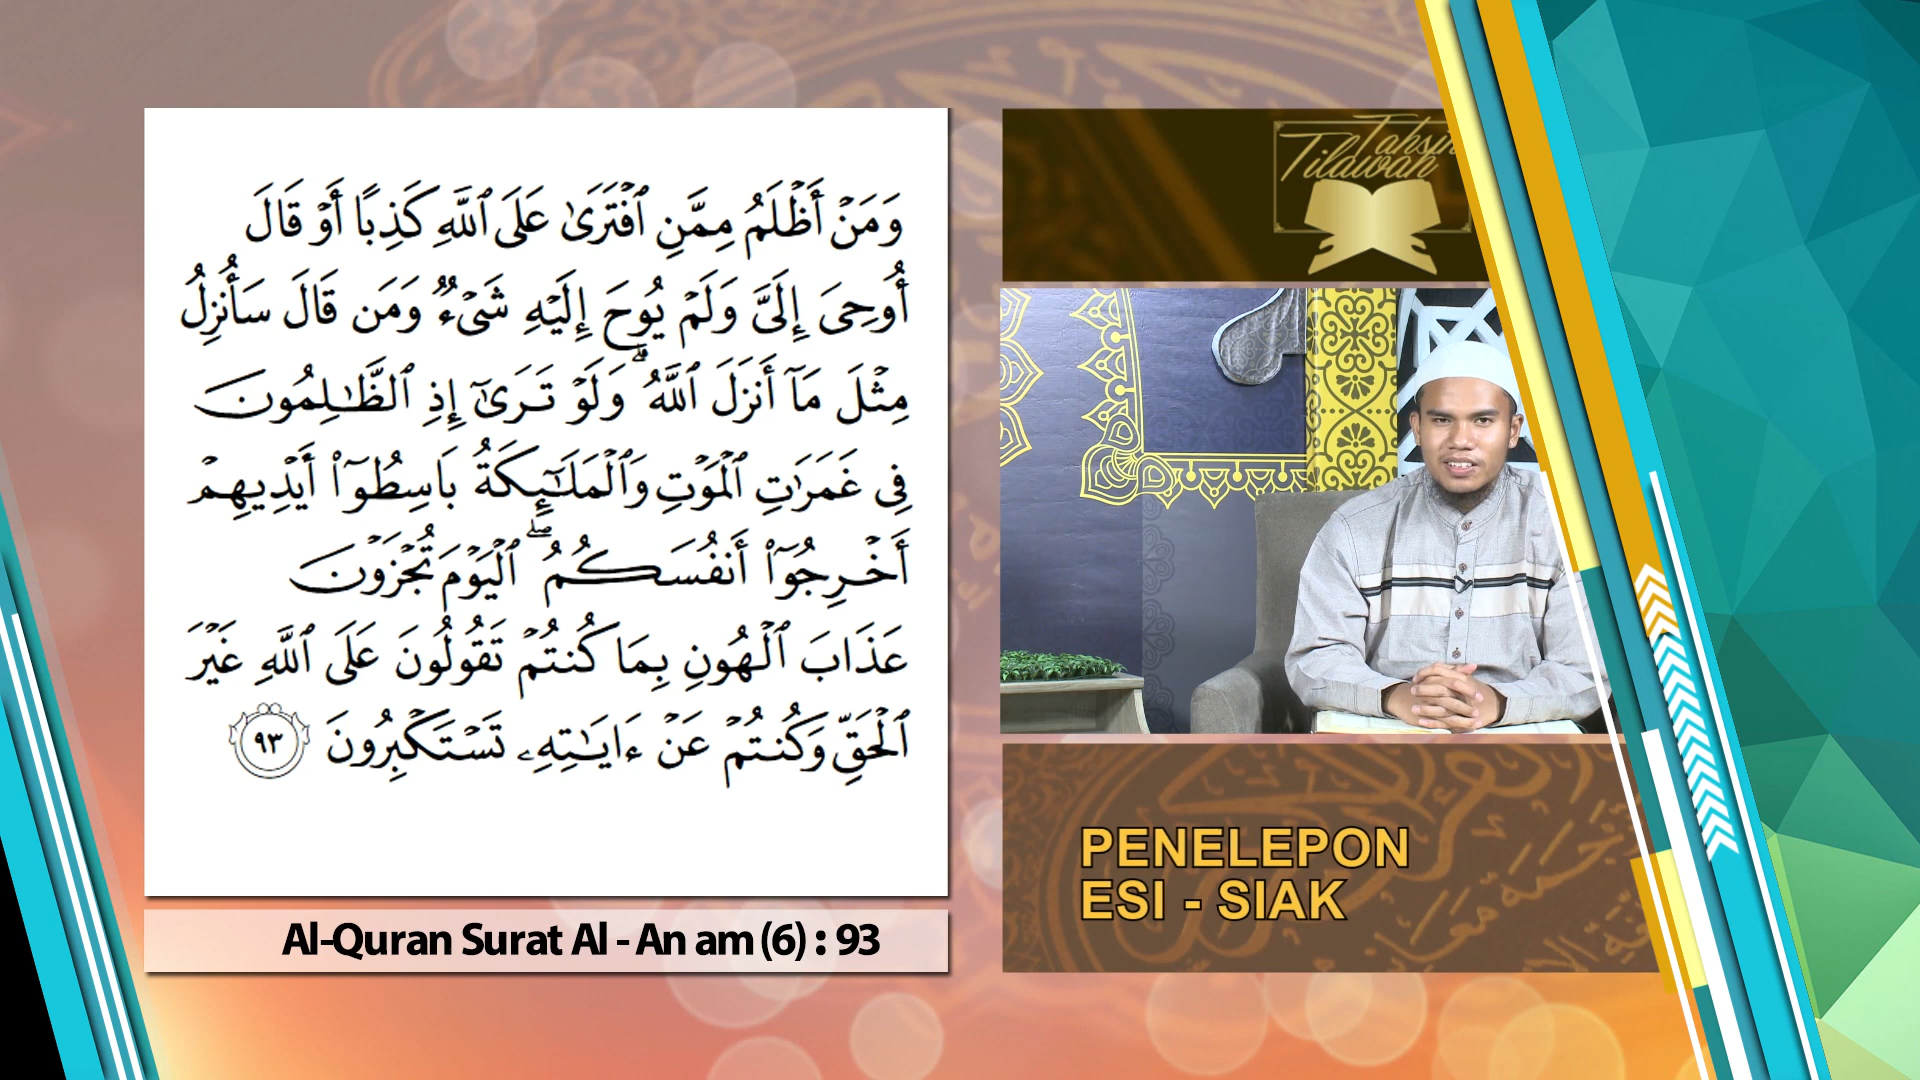 وَمَنْ أَظْلَمُ مِمَّنِ ٱفْتَرَىٰ عَلَى ٱللَّهِ كَذِبًا أَوْ قَالَ
أُوحِىَ إِلَىَّ وَلَمْ يُوحَ إِلَيْهِ شَىْءٌ وَمَن قَالَ سَأُنزِلُ
مِثْلَ مَآ أَنزَلَ ٱللَّهُ ۗ وَلَوْ تَرَىٰٓ إِذِ ٱلظَّٰلِمُونَ
فِى غَمَرَٰتِ ٱلْمَوْتِ وَٱلْمَلَٰٓئِكَةُ بَاسِطُوٓا۟ أَيْدِيهِمْ
أَخْرِجُوٓا۟ أَنفُسَكُمُ ۖ ٱلْيَوْمَ تُجْزَوْنَ
عَذَابَ ٱلْهُونِ بِمَا كُنتُمْ تَقُولُونَ عَلَى ٱللَّهِ غَيْرَ
ٱلْحَقِّ وَكُنتُمْ عَنْ ءَايَٰتِهِۦ تَسْتَكْبِرُونَ ٩٣
Al-Quran Surat Al - An am (6) : 93
Tahsin
Tilawah
PENELEPON
ESI - SIAK